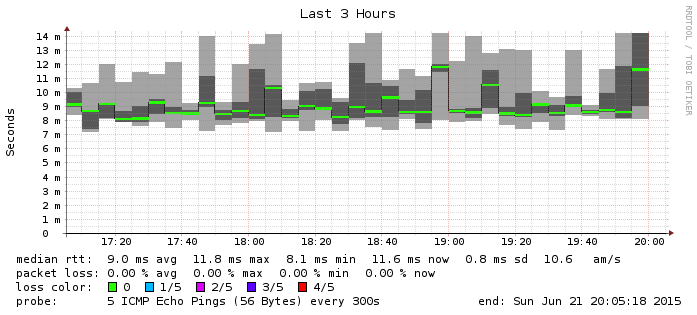 Last 3 Hours
RRDTOOL / TOBI OETIKER
Seconds
14 m
13 m
12 m
11 m
10 m
9 m
8 m
7 m
6 m
5 m
4 m
3 m
2 m
1 m
0
17:20 17:40 18:00 18:20 18:40 19:00 19:20 19:40 20:00
median rtt: 9.0 ms avg 11.8 ms max 8.1 ms min 11.6 ms now 0.8 ms sd 10.6 am/s
packet loss: 0.00 % avg 0.00 % max 0.00 % min 0.00 % now
loss color: 0 1/5 2/5 3/5 4/5
probe: 5 ICMP Echo Pings (56 Bytes) every 300s end: Sun Jun 21 20:05:18 2015